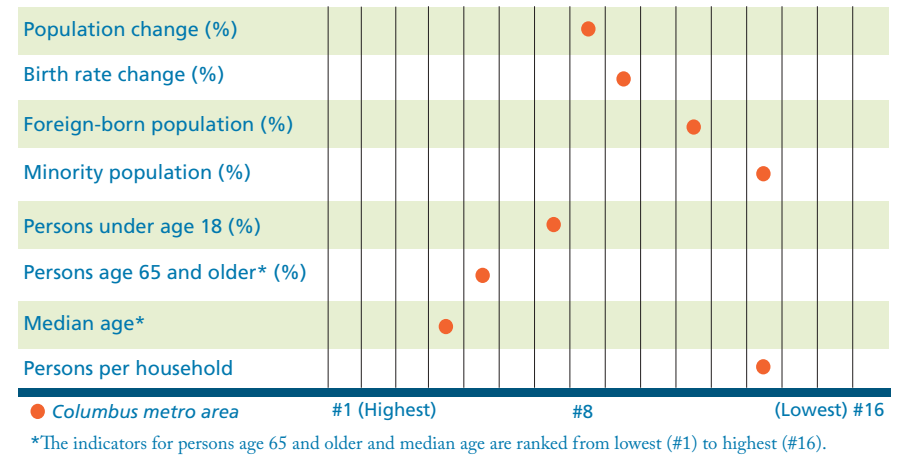 Population change (%)
Birth rate change (%)
Foreign-born population (%)
Minority population (%)
Persons under age 18 (%)
Persons age 65 and older* (%)
Median age*
Persons per household
Columbus metro area #1 (Highest) #8 (Lowest) #16
*The indicators for persons age 65 and older and median age are ranked from lowest (#1) to highest (#16).